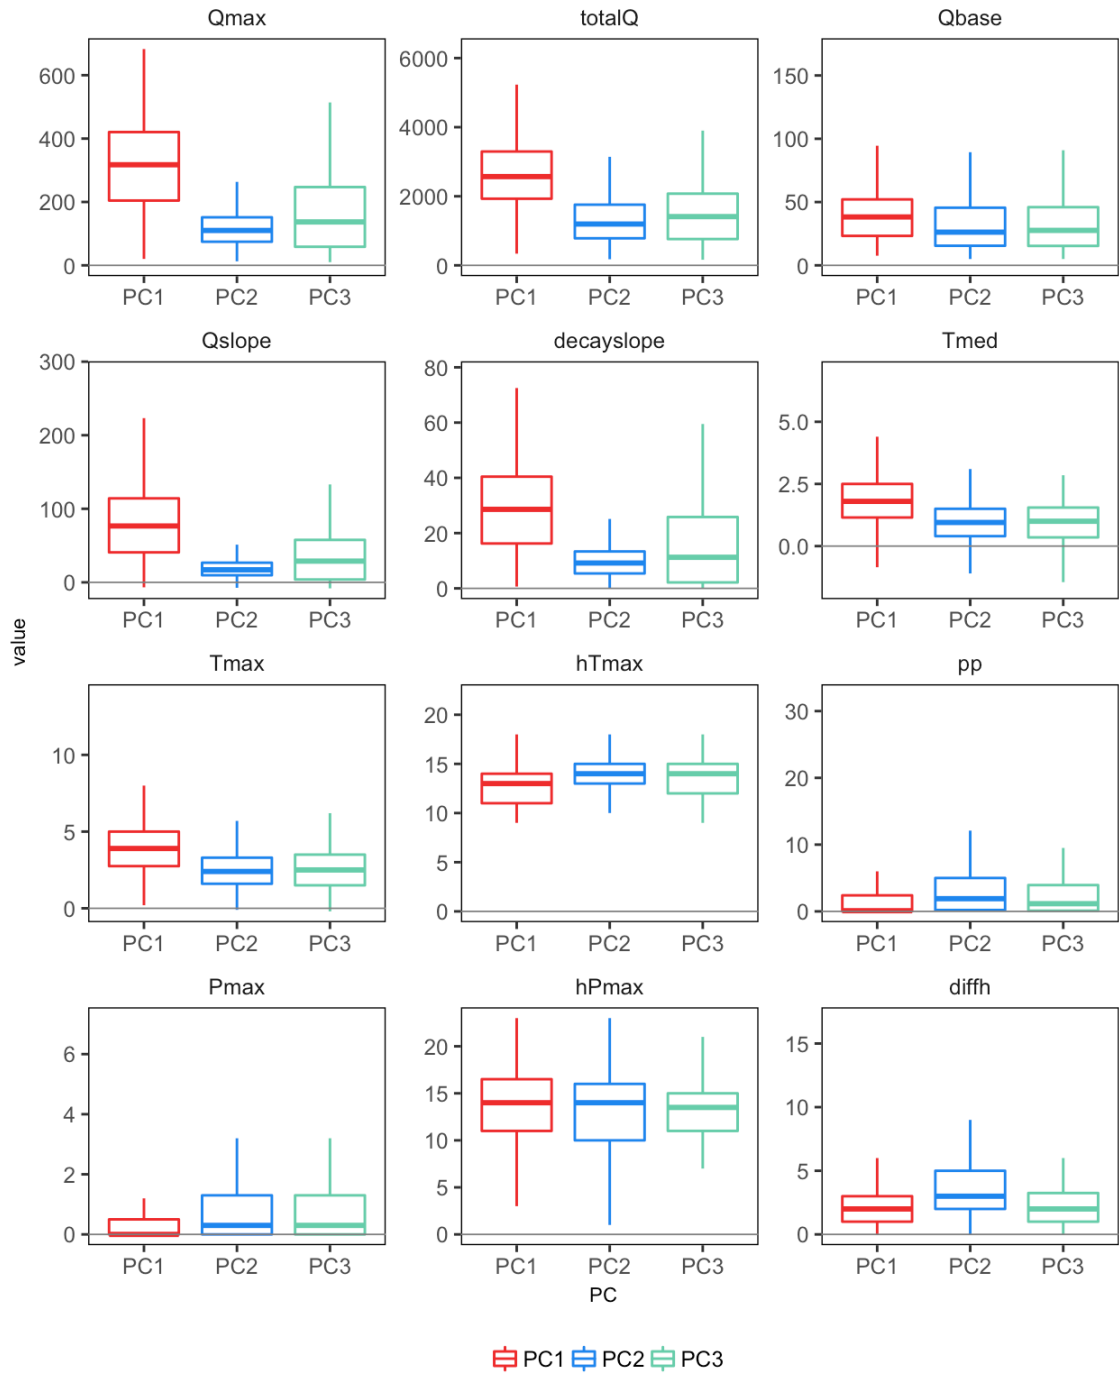 Qmax totalQ Qbase
600 6000 150
400 4000 100
200 2000 50
0 0 0
PC1 PC2 PC3 PC1 PC2 PC3 PC1 PC2 PC3
Qslope decayslope Tmed
300 80
200 60 5.0
100 40 2.5
0 20 0.0
0
PC1 PC2 PC3 PC1 PC2 PC3 PC1 PC2 PC3
value
Tmax hTmax pp
10 20 30
5 15 20
0 10 10
5 0
0
PC1 PC2 PC3 PC1 PC2 PC3 PC1 PC2 PC3
Pmax hPmax diffh
6 20 15
4 15 10
2 10 5
0 5 0
0
PC1 PC2 PC3 PC1 PC2 PC3 PC1 PC2 PC3
PC
PC1 PC2 PC3